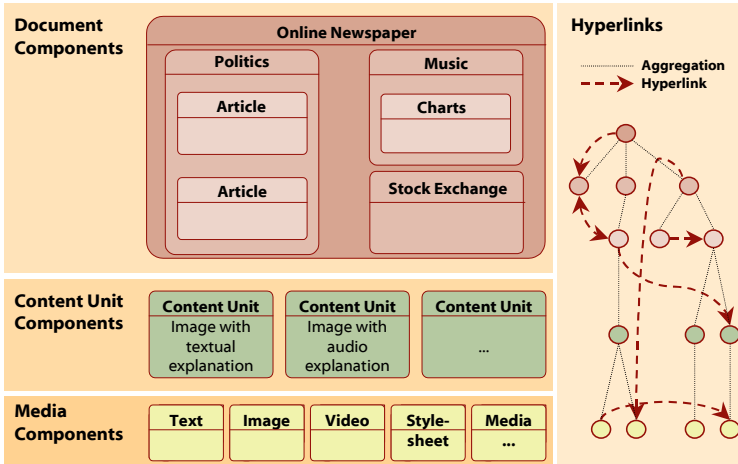 Document
Components
Online Newspaper
Politics
Article
Article
Music
Charts
Stock Exchange
Content Unit
Components
Content Unit
Image with
textual
explanation
Content Unit
Image with
audio
explanation
Content Unit
...
Media
Components
Text
Image
Video
Style-
sheet
Media
...
Hyperlinks
Aggregation
Hyperlink